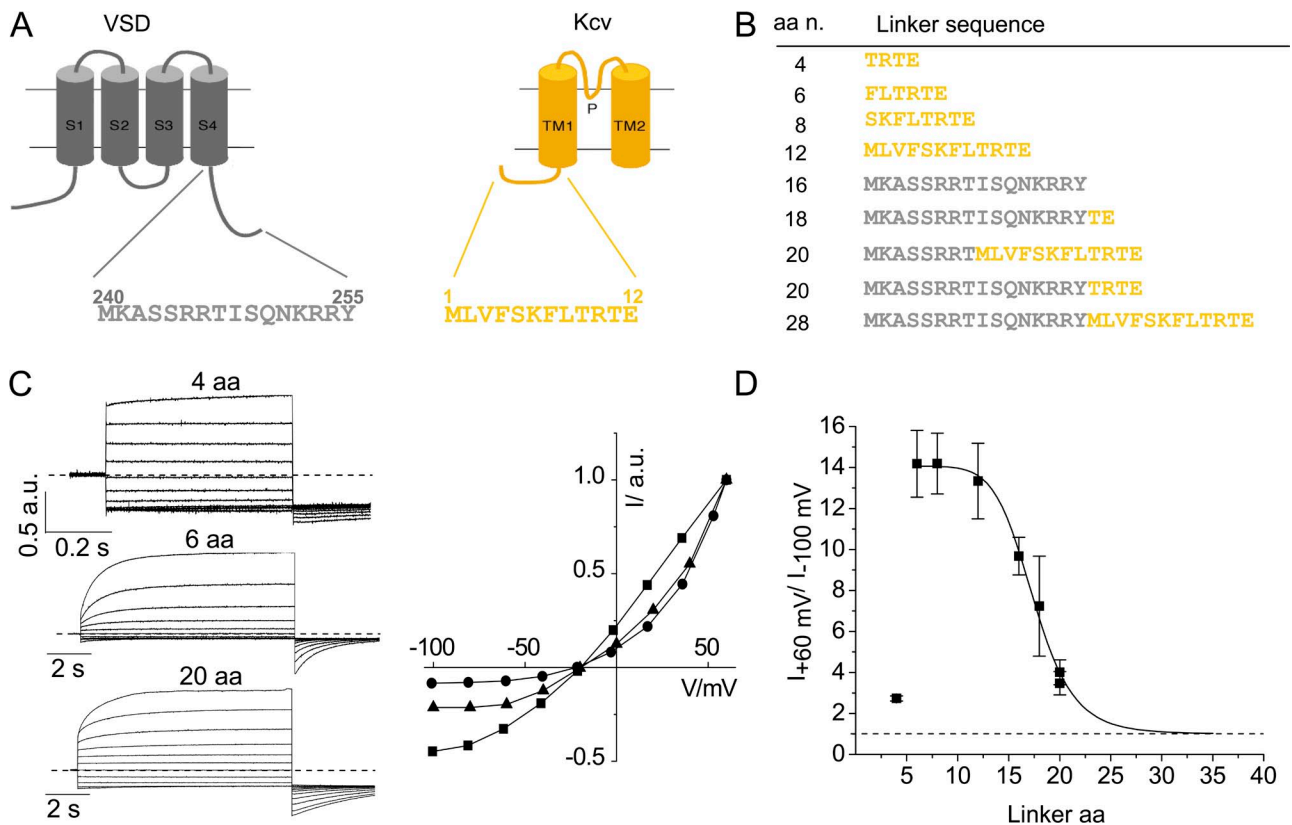 A
VSD
Kcv
S1
S2
S3
S4
TM1
P
TM2
240
255
MKASSRRTISQNKRRY
1
12
MLVFSKFLTRTE
B
aa n.
Linker sequence
4
TRTE
6
FLTRTE
8
SKFLTRTE
12
MLVFSKFLTRTE
16
MKASSRRTISQNKRRY
18
MKASSRRTISQNKRRYTE
20
MKASSRRTMLVFSKFLTRTE
20
MKASSRRTISQNKRRYTRTE
28
MKASSRRTISQNKRRYMLVFSKFLTRTE
C
4 aa
0.5 a.u.
0.2 s
6 aa
2 s
20 aa
2 s
I/ a.u.
1.0
0.5
-100
-50
0
50
V/mV
-0.5
D
I+60 mV/ I-100 mV
16
14
12
10
8
6
4
2
0
5
10
15
20
25
30
35
40
Linker aa